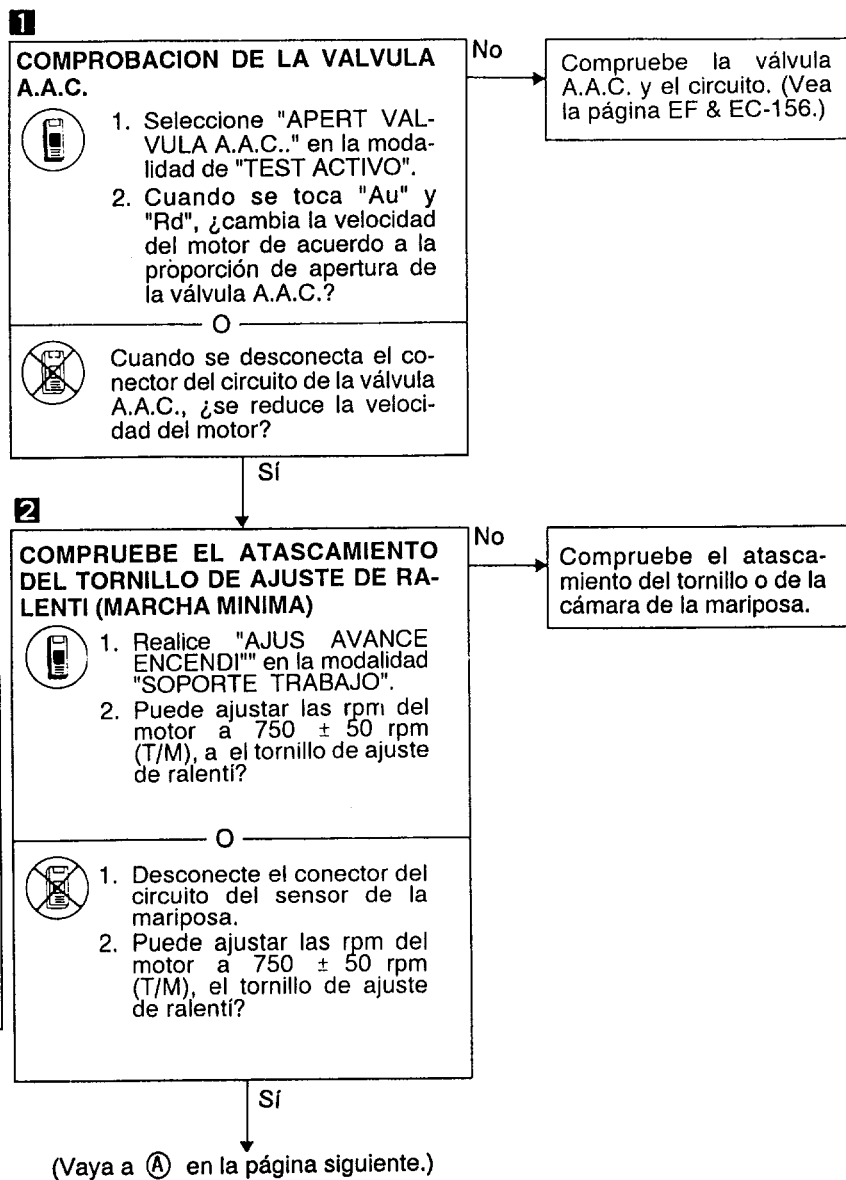 1
COMPROBACION DE LA VALVULA
A.A.C.
1. Seleccione "APERT VAL-
VULA A.A.C.." en la moda-
lidad de "TEST ACTIVO".
2. Cuando se toca "Au" y
"Rd", ¿cambia la velocidad
del motor de acuerdo a la
proporción de apertura de
la válvula A.A.C.?
O
Cuando se desconecta el co-
nector del circuito de la válvula
A.A.C., ¿se reduce la veloci-
dad del motor?
No
Compruebe la válvula
A.A.C. y el circuito. (Vea
la página EF & EC-156.)
Sí
2
COMPRUEBE EL ATASCAMIENTO
DEL TORNILLO DE AJUSTE DE RA-
LENTI (MARCHA MINIMA)
1. Realice "AJUS AVANCE
ENCENDI"" en la modalidad
"SOPORTE TRABAJO".
2. Puede ajustar las rpm del
motor a 750 ± 50 rpm
(T/M), a el tornillo de ajuste
de ralentí?
O
1. Desconecte el conector del
circuito del sensor de la
mariposa.
2. Puede ajustar las rpm del
motor a 750 ± 50 rpm
(T/M), el tornillo de ajuste
de ralentí?
No
Compruebe el atasca-
miento del tornillo o de la
cámara de la mariposa.
Sí
(Vaya a Ⓐ en la página siguiente.)